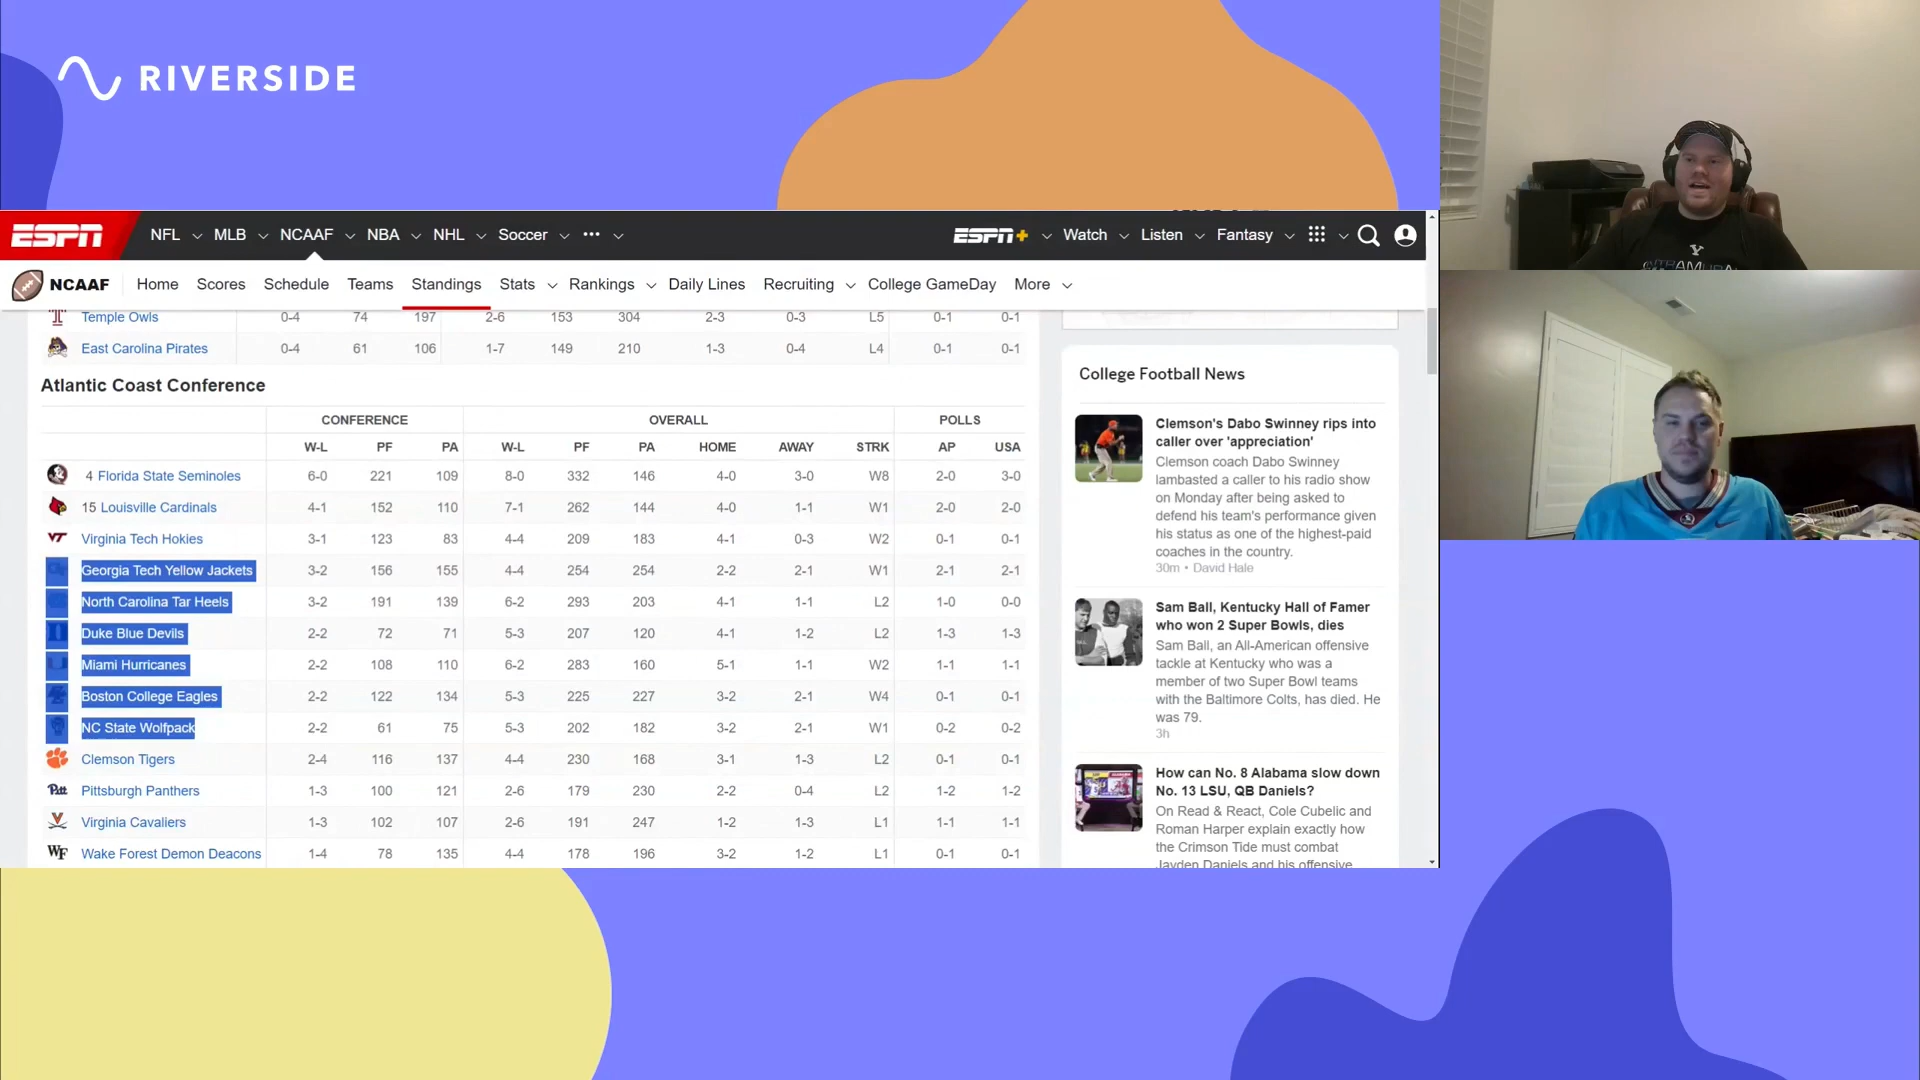 RIVERSIDE
ESPN NFL MLB NCAAF NBA NHL Soccer ••• ESPN+ Watch Listen Fantasy
NCAAF Home Scores Schedule Teams Standings Stats Rankings Daily Lines Recruiting College GameDay More
Temple Owls 0-4 74 197 2-6 153 304 2-3 0-3 L5 0-1 0-1
East Carolina Pirates 0-4 61 106 1-7 149 210 1-3 0-4 L4 0-1 0-1
Atlantic Coast Conference
CONFERENCE OVERALL POLLS
W-L PF PA W-L PF PA HOME AWAY STRK AP USA
4 Florida State Seminoles 6-0 221 109 8-0 332 146 4-0 3-0 W8 2-0 3-0
15 Louisville Cardinals 4-1 152 110 7-1 262 144 4-0 1-1 W1 2-0 2-0
VT Virginia Tech Hokies 3-1 123 83 4-4 209 183 4-1 0-3 W2 0-1 0-1
Georgia Tech Yellow Jackets 3-2 156 155 4-4 254 254 2-2 2-1 W1 2-1 2-1
North Carolina Tar Heels 3-2 191 139 6-2 293 203 4-1 1-1 L2 1-0 0-0
Duke Blue Devils 2-2 72 71 5-3 207 120 4-1 1-2 L2 1-3 1-3
Miami Hurricanes 2-2 108 110 6-2 283 160 5-1 1-1 W2 1-1 1-1
Boston College Eagles 2-2 122 134 5-3 225 227 3-2 2-1 W4 0-1 0-1
NC State Wolfpack 2-2 61 75 5-3 202 182 3-2 2-1 W1 0-2 0-2
Clemson Tigers 2-4 116 137 4-4 230 168 3-1 1-3 L2 0-1 0-1
Pitt Pittsburgh Panthers 1-3 100 121 2-6 179 230 2-2 0-4 L2 1-2 1-2
Virginia Cavaliers 1-3 102 107 2-6 191 247 1-2 1-3 L1 1-1 1-1
WF Wake Forest Demon Deacons 1-4 78 135 4-4 178 196 3-2 1-2 L1 0-1 0-1
College Football News
Clemson's Dabo Swinney rips into
caller over 'appreciation'
Clemson coach Dabo Swinney
lambasted a caller to his radio show
on Monday after being asked to
defend his team's performance given
his status as one of the highest-paid
coaches in the country.
30m • David Hale
Sam Ball, Kentucky Hall of Famer
who won 2 Super Bowls, dies
Sam Ball, an All-American offensive
tackle at Kentucky who was a
member of two Super Bowl teams
with the Baltimore Colts, has died. He
was 79.
3h
How can No. 8 Alabama slow down
No. 13 LSU, QB Daniels?
On Read & React, Cole Cubelic and
Roman Harper explain exactly how
the Crimson Tide must combat
Jayden Daniels and his offensive
Y